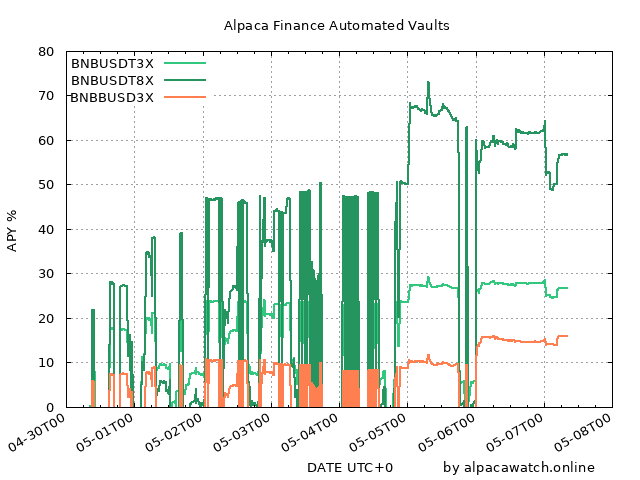 Alpaca Finance Automated Vaults
80
70
60
50
40
30
20
10
0
APY %
BNBUSDT3X
BNBUSDT8X
BNBBUSD3X
04-30T00
05-01T00
05-02T00
05-03T00
05-04T00
05-05T00
05-06T00
05-07T00
05-08T00
DATE UTC+0
by alpacawatch.online